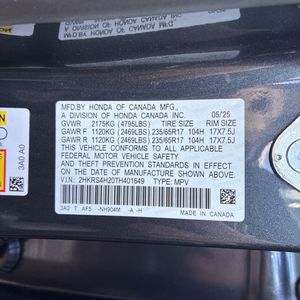 MFD.BY HONDA OF CANADA MFG.,
A DIVISION OF HONDA CANADA INC. 05/25
GVWR 2175KG (4795LBS) TIRE SIZE RIM SIZE
GAWR F 1120KG (2469LBS) 235/65R17 104H 17X7.5J
GAWR R 1120KG (2469LBS) 235/65R17 104H 17X7.5J
THIS VEHICLE CONFORMS TO ALL APPLICABLE
FEDERAL MOTOR VEHICLE SAFETY
AND THEFT PREVENTION STANDARDS IN EFFECT ON THE
DATE OF MANUFACTURE SHOWN ABOVE.
V.I.N.: 2HKRS4H20TH401649 TYPE: MPV
3A0 T AF5 -NH904M -A -H
MADE IN CANADA
3A0 A0